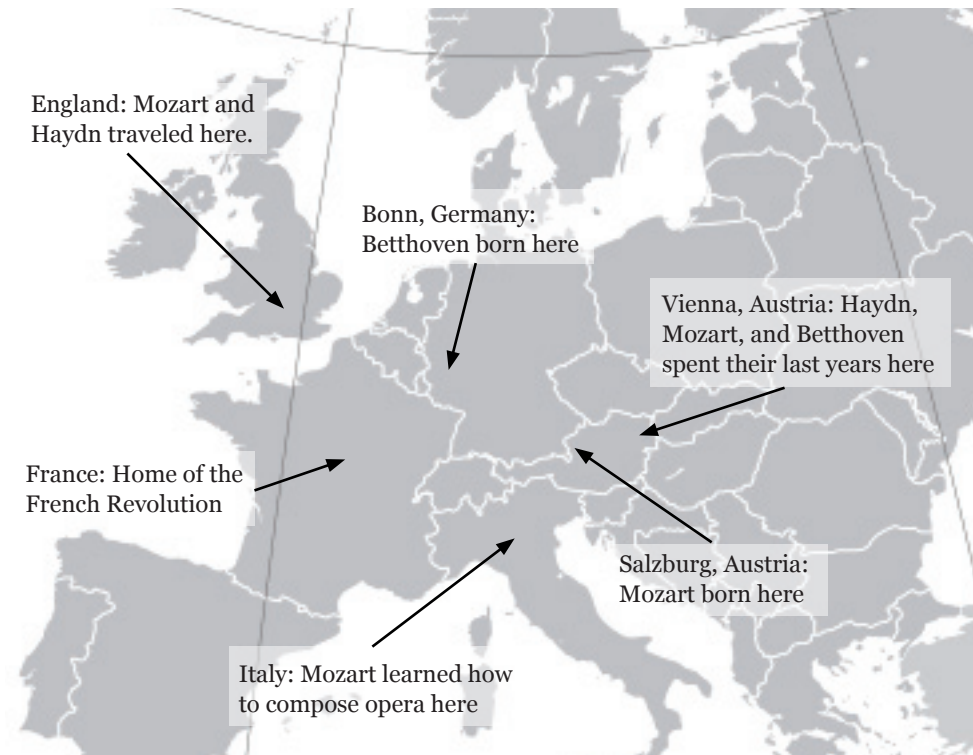 England: Mozart and
Haydn traveled here.
Bonn, Germany:
Betthoven born here
Vienna, Austria: Haydn,
Mozart, and Betthoven
spent their last years here
France: Home of the
French Revolution
Salzburg, Austria:
Mozart born here
Italy: Mozart learned how
to compose opera here